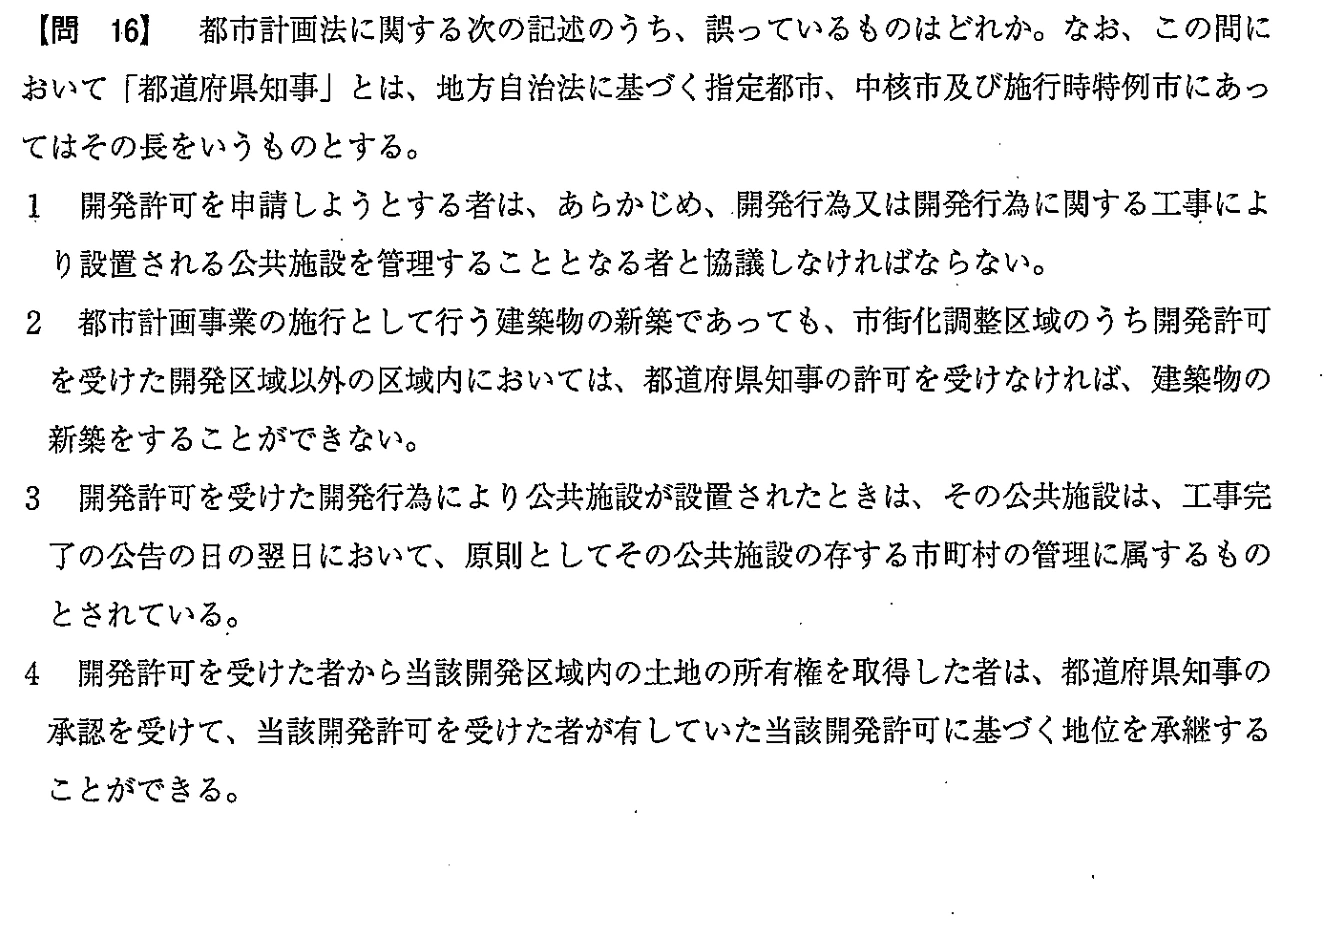 【問　16】　都市計画法に関する次の記述のうち、誤っているものはどれか。なお、この問に
おいて「都道府県知事」とは、地方自治法に基づく指定都市、中核市及び施行時特例市にあっ
てはその長をいうものとする。
1　開発許可を申請しようとする者は、あらかじめ、開発行為又は開発行為に関する工事によ
り設置される公共施設を管理することとなる者と協議しなければならない。
2　都市計画事業の施行として行う建築物の新築であっても、市街化調整区域のうち開発許可
を受けた開発区域以外の区域内においては、都道府県知事の許可を受けなければ、建築物の
新築をすることができない。
3　開発許可を受けた開発行為により公共施設が設置されたときは、その公共施設は、工事完
了の公告の日の翌日において、原則としてその公共施設の存する市町村の管理に属するもの
とされている。
4　開発許可を受けた者から当該開発区域内の土地の所有権を取得した者は、都道府県知事の
承認を受けて、当該開発許可を受けた者が有していた当該開発許可に基づく地位を承継する
ことができる。